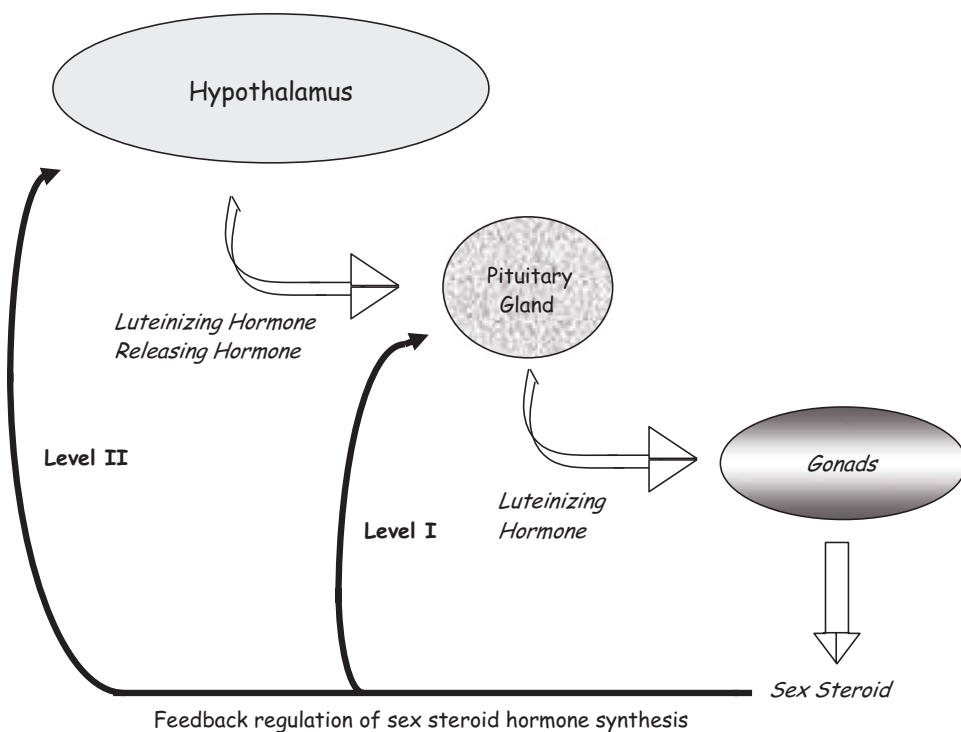 Hypothalamus
Pituitary
Gland
Luteinizing Hormone
Releasing Hormone
Level II
Level I
Luteinizing
Hormone
Gonads
Sex Steroid
Feedback regulation of sex steroid hormone synthesis